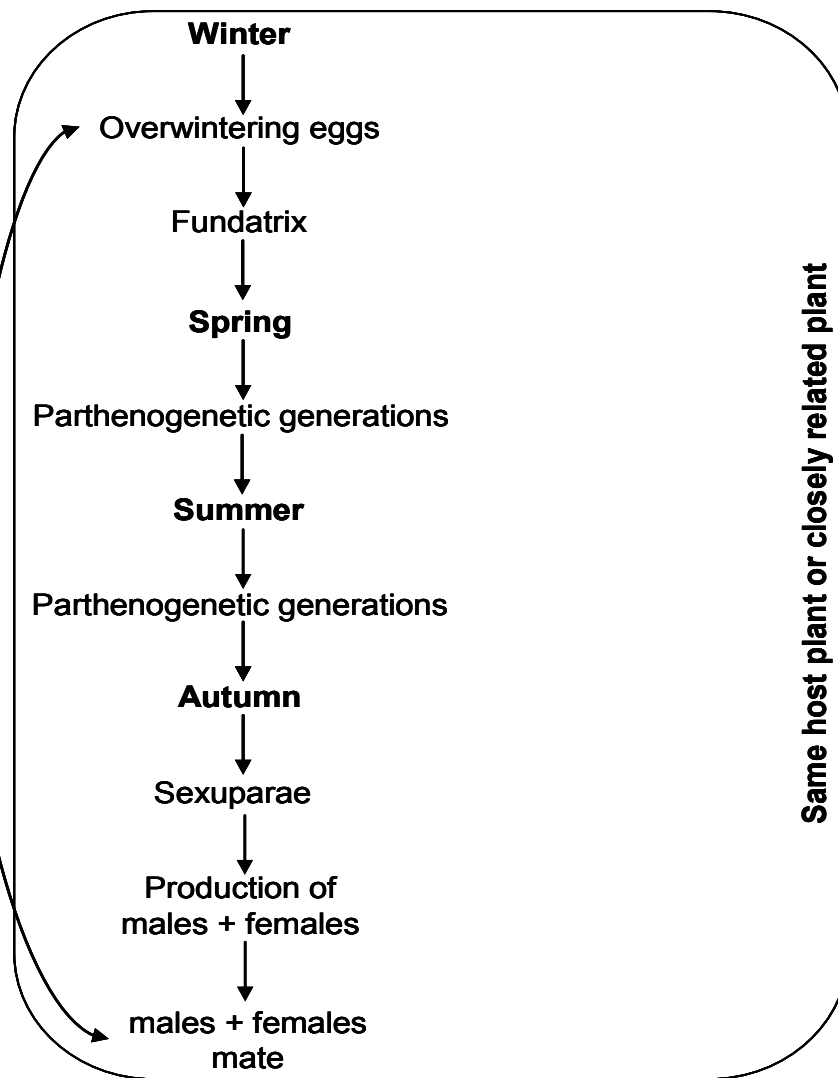 Winter
Overwintering eggs
Fundatrix
Spring
Parthenogenetic generations
Summer
Parthenogenetic generations
Autumn
Sexuparae
Production of
males + females
males + females
mate
Same host plant or closely related plant